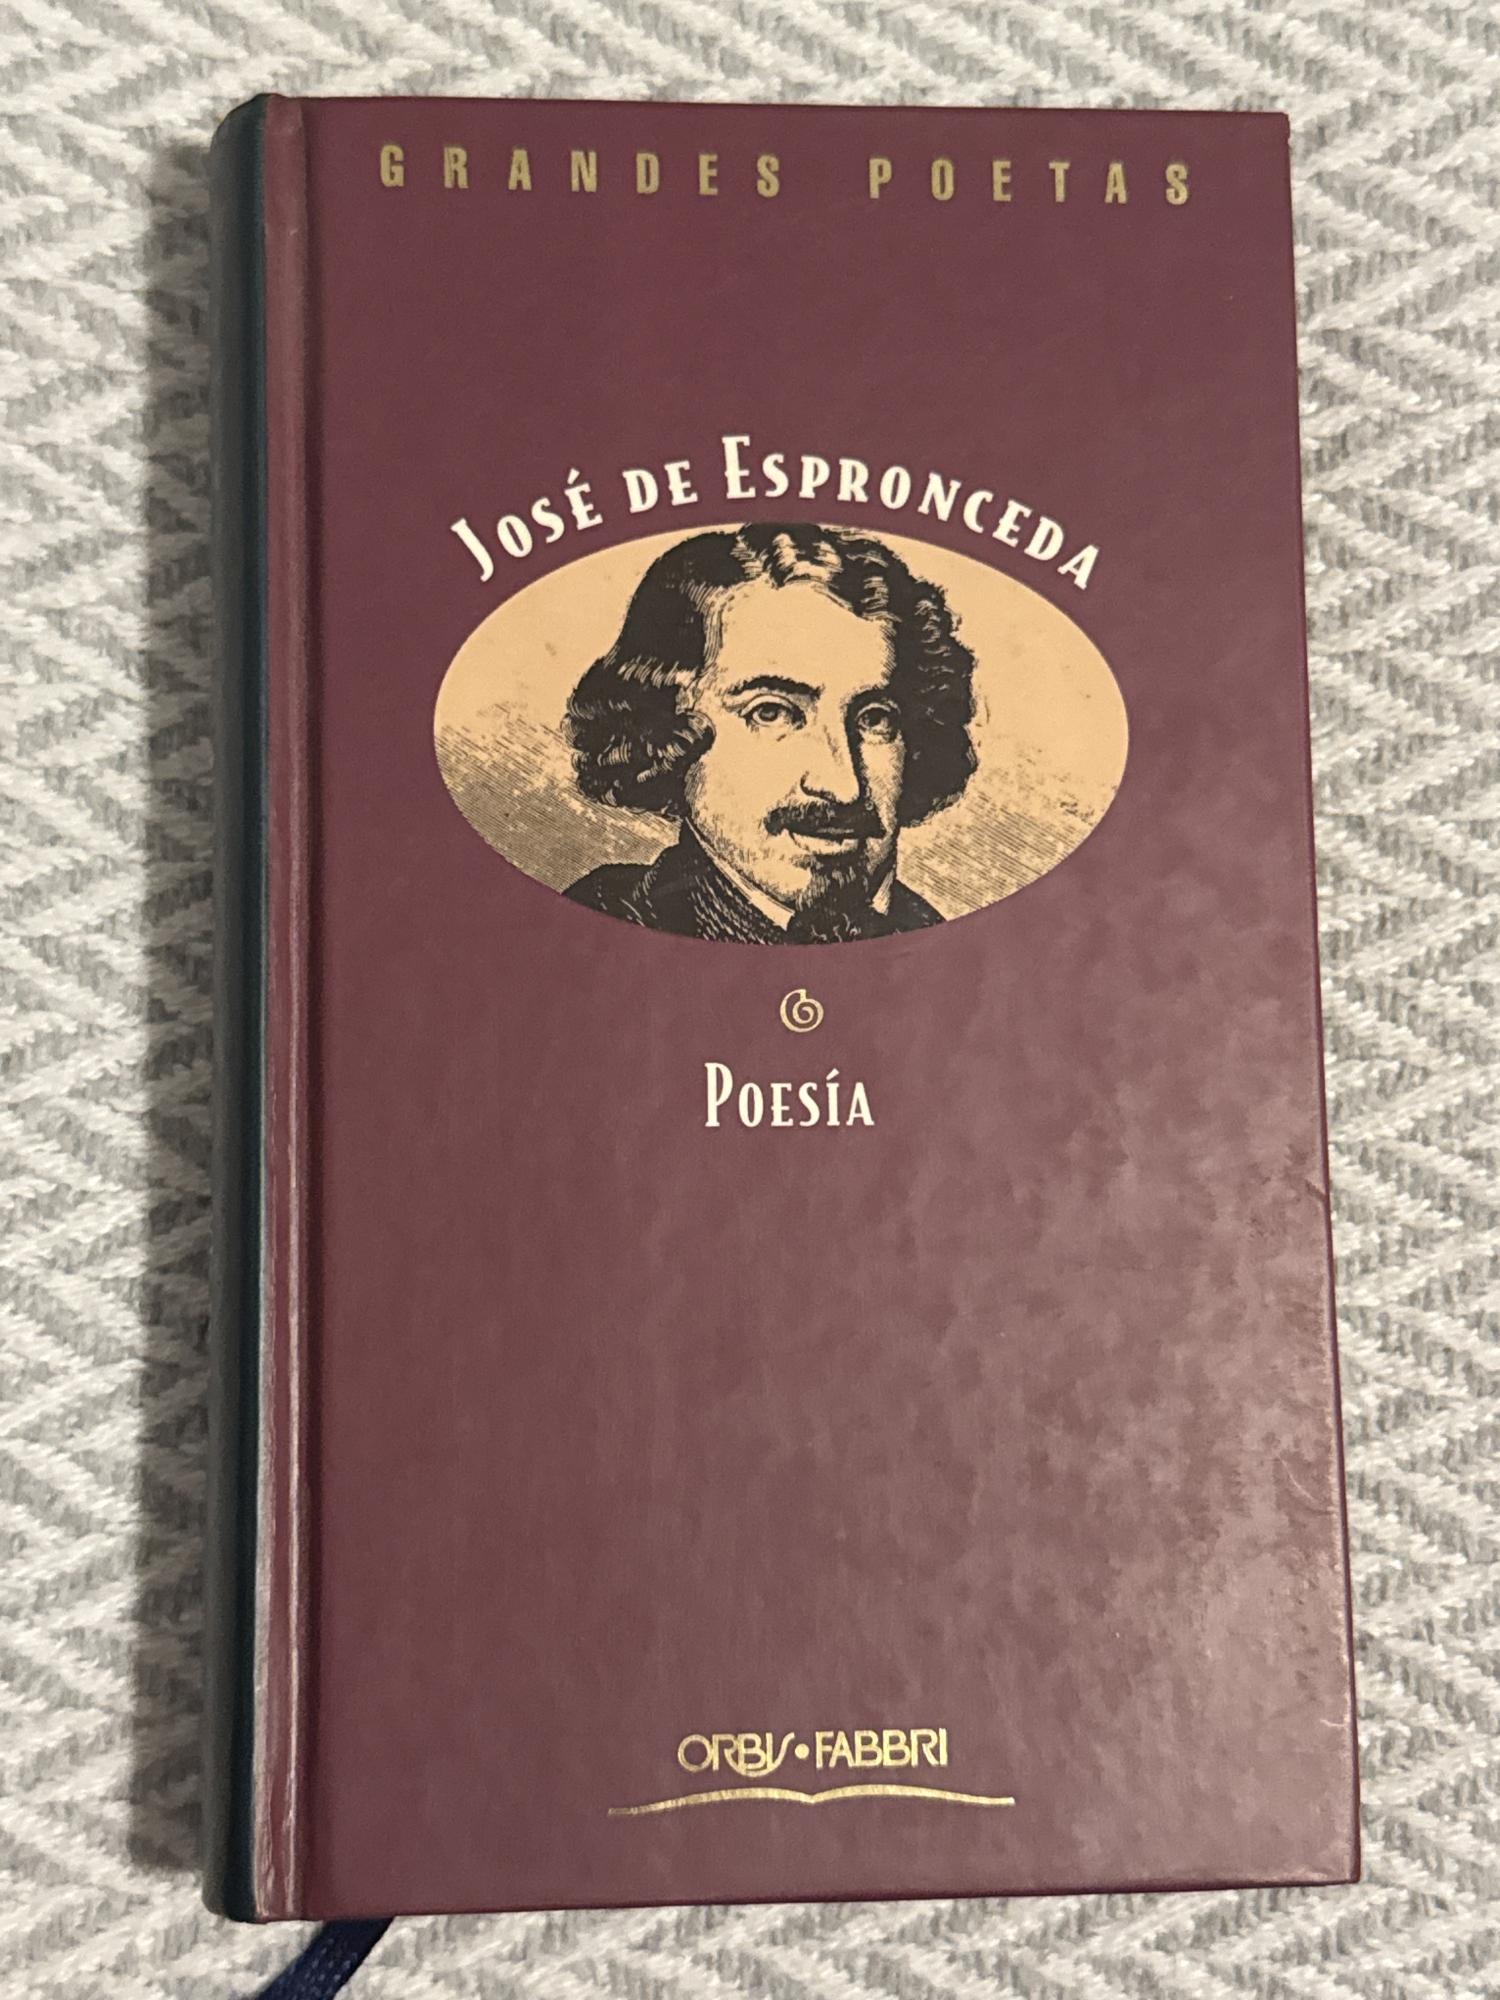 GRANDES POETAS
JOSÉ DE ESPRONCEDA
POESÍA
ORBIS•FABBRI